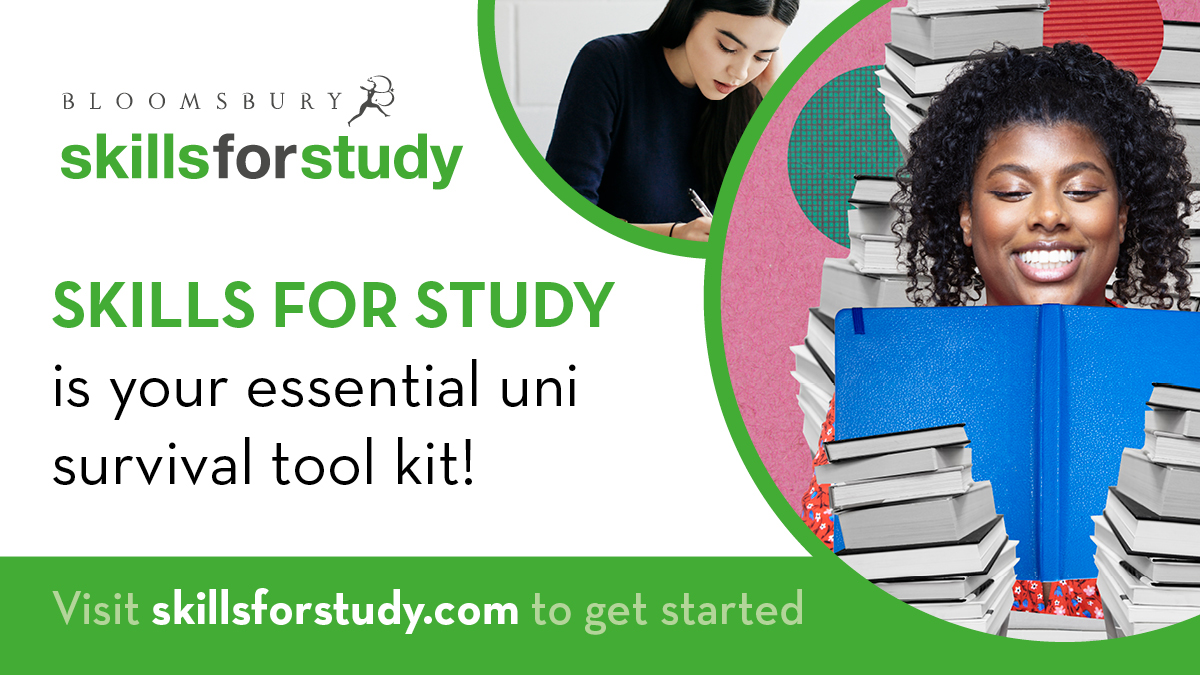 BLOOMSBURY
skillsforstudy
SKILLS FOR STUDY
is your essential uni
survival tool kit!
Visit skillsforstudy.com to get started